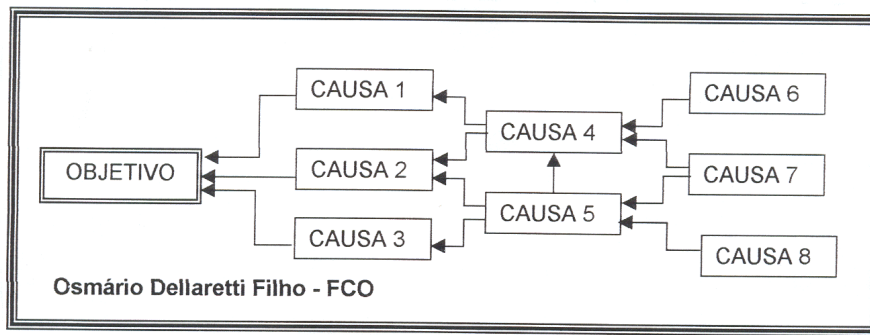 CAUSA 1
CAUSA 6
CAUSA 4
OBJETIVO
CAUSA 2
CAUSA 7
CAUSA 5
CAUSA 3
CAUSA 8
Osmário Dellaretti Filho - FCO